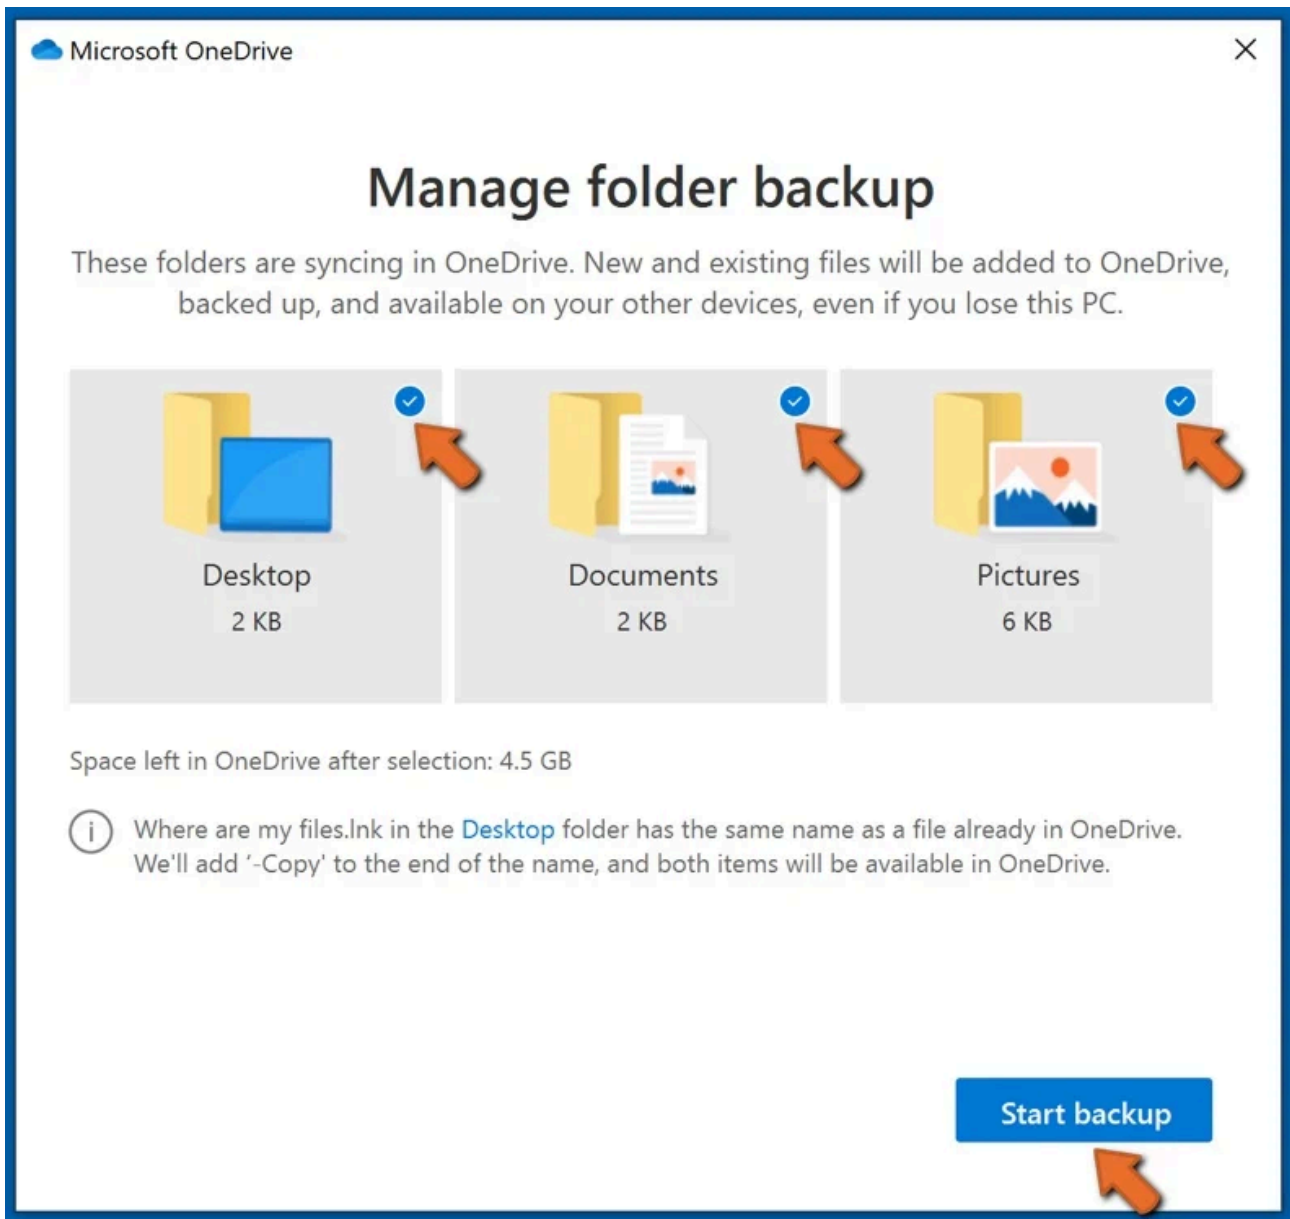 Microsoft OneDrive
Manage folder backup
These folders are syncing in OneDrive. New and existing files will be added to OneDrive,
backed up, and available on your other devices, even if you lose this PC.
Desktop
2 KB
Documents
2 KB
Pictures
6 KB
Space left in OneDrive after selection: 4.5 GB
Where are my files.lnk in the Desktop folder has the same name as a file already in OneDrive.
We'll add '-Copy' to the end of the name, and both items will be available in OneDrive.
Start backup